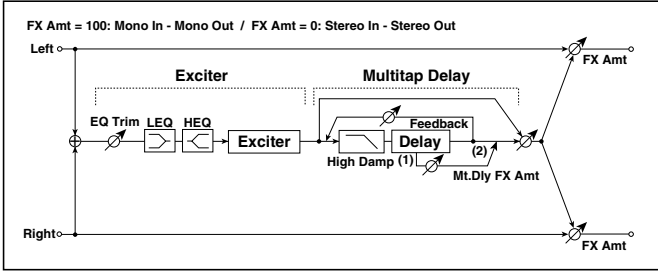 FX Amt = 100: Mono In - Mono Out / FX Amt = 0: Stereo In - Stereo Out
Left
FX Amt
Exciter
Multitap Delay
EQ Trim
LEQ
HEQ
Feedback
Exciter
Delay
High Damp
(1)
(2)
Mt.Dly FX Amt
Right
FX Amt